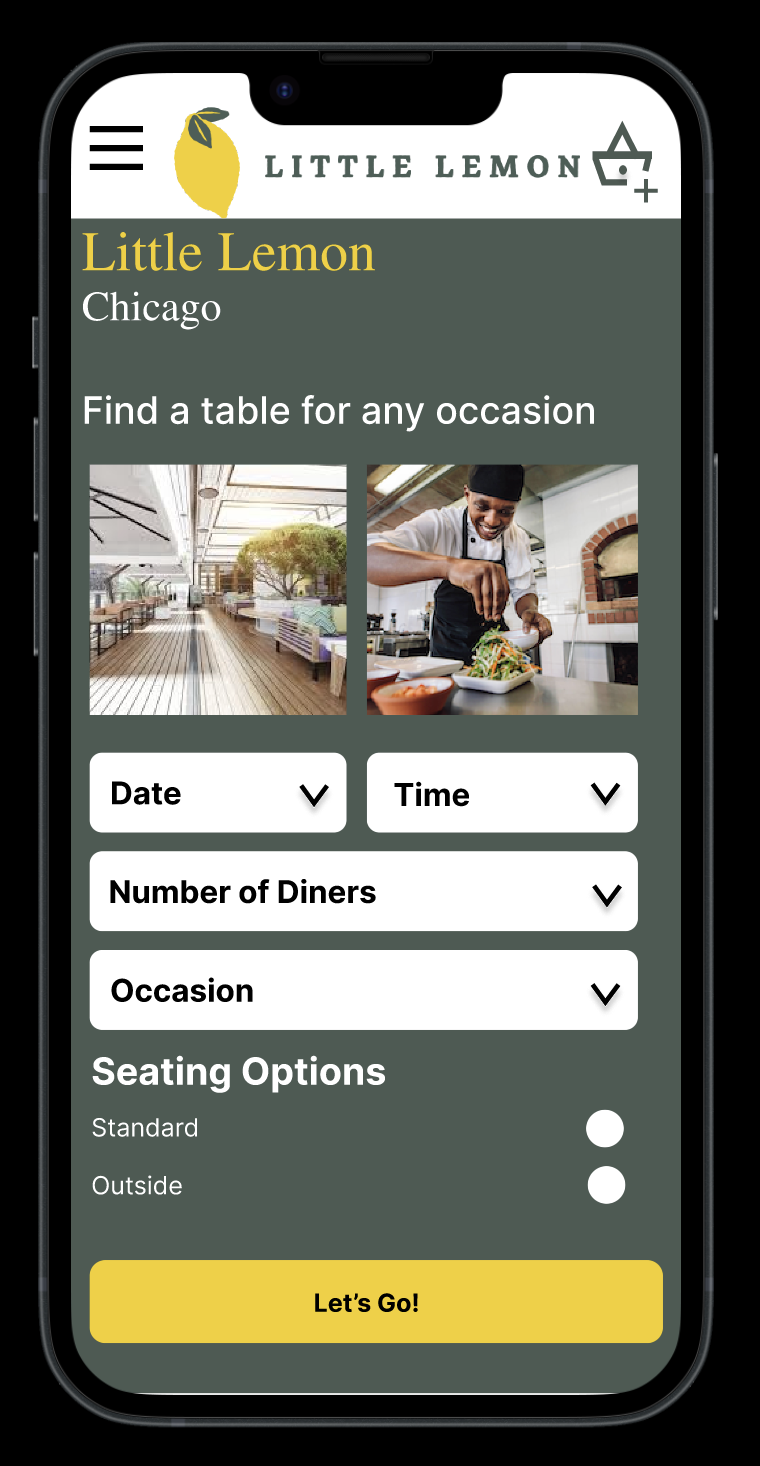 LITTLE LEMON
Little Lemon
Chicago
Find a table for any occasion
Date
Time
Number of Diners
Occasion
Seating Options
Standard
Outside
Let’s Go!